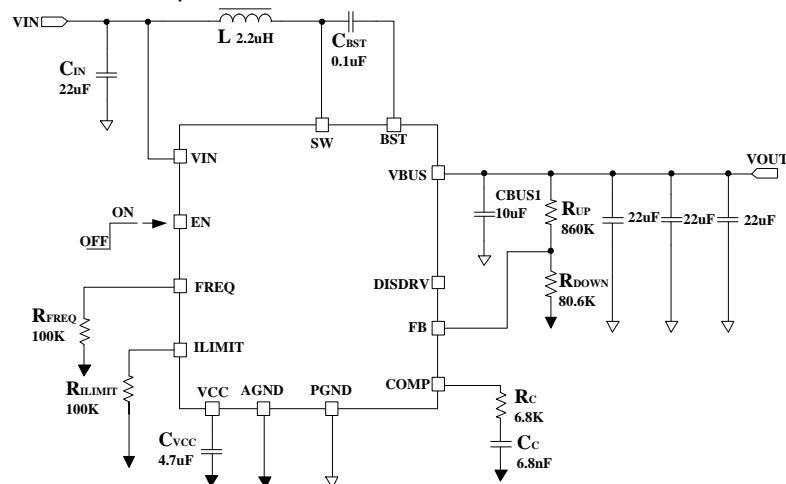 VIN
L 2.2uH
CBST
0.1uF
CIN
22uF
SW
BST
VIN
VBUS
VOUT
CBUS1
10uF
RUP
860K
22uF
22uF
22uF
ON
OFF
EN
FREQ
DISDRV
RDOWN
80.6K
RFREQ
100K
FB
ILIMIT
RILIMIT
100K
VCC
AGND
PGND
COMP
RC
6.8K
CVCC
4.7uF
CC
6.8nF